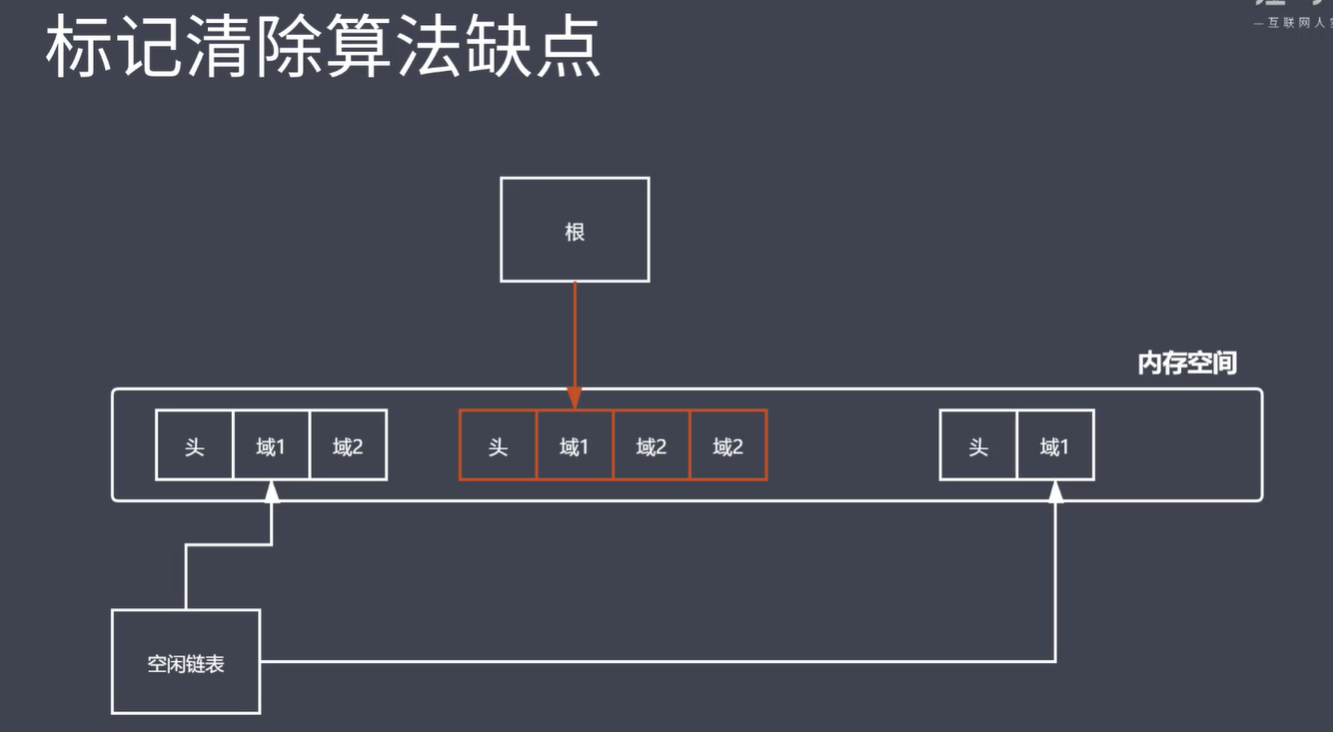 标记清除算法缺点
—互联网人
根
内存空间
头 域1 域2 头 域1 域2 域2 头 域1
空闲链表